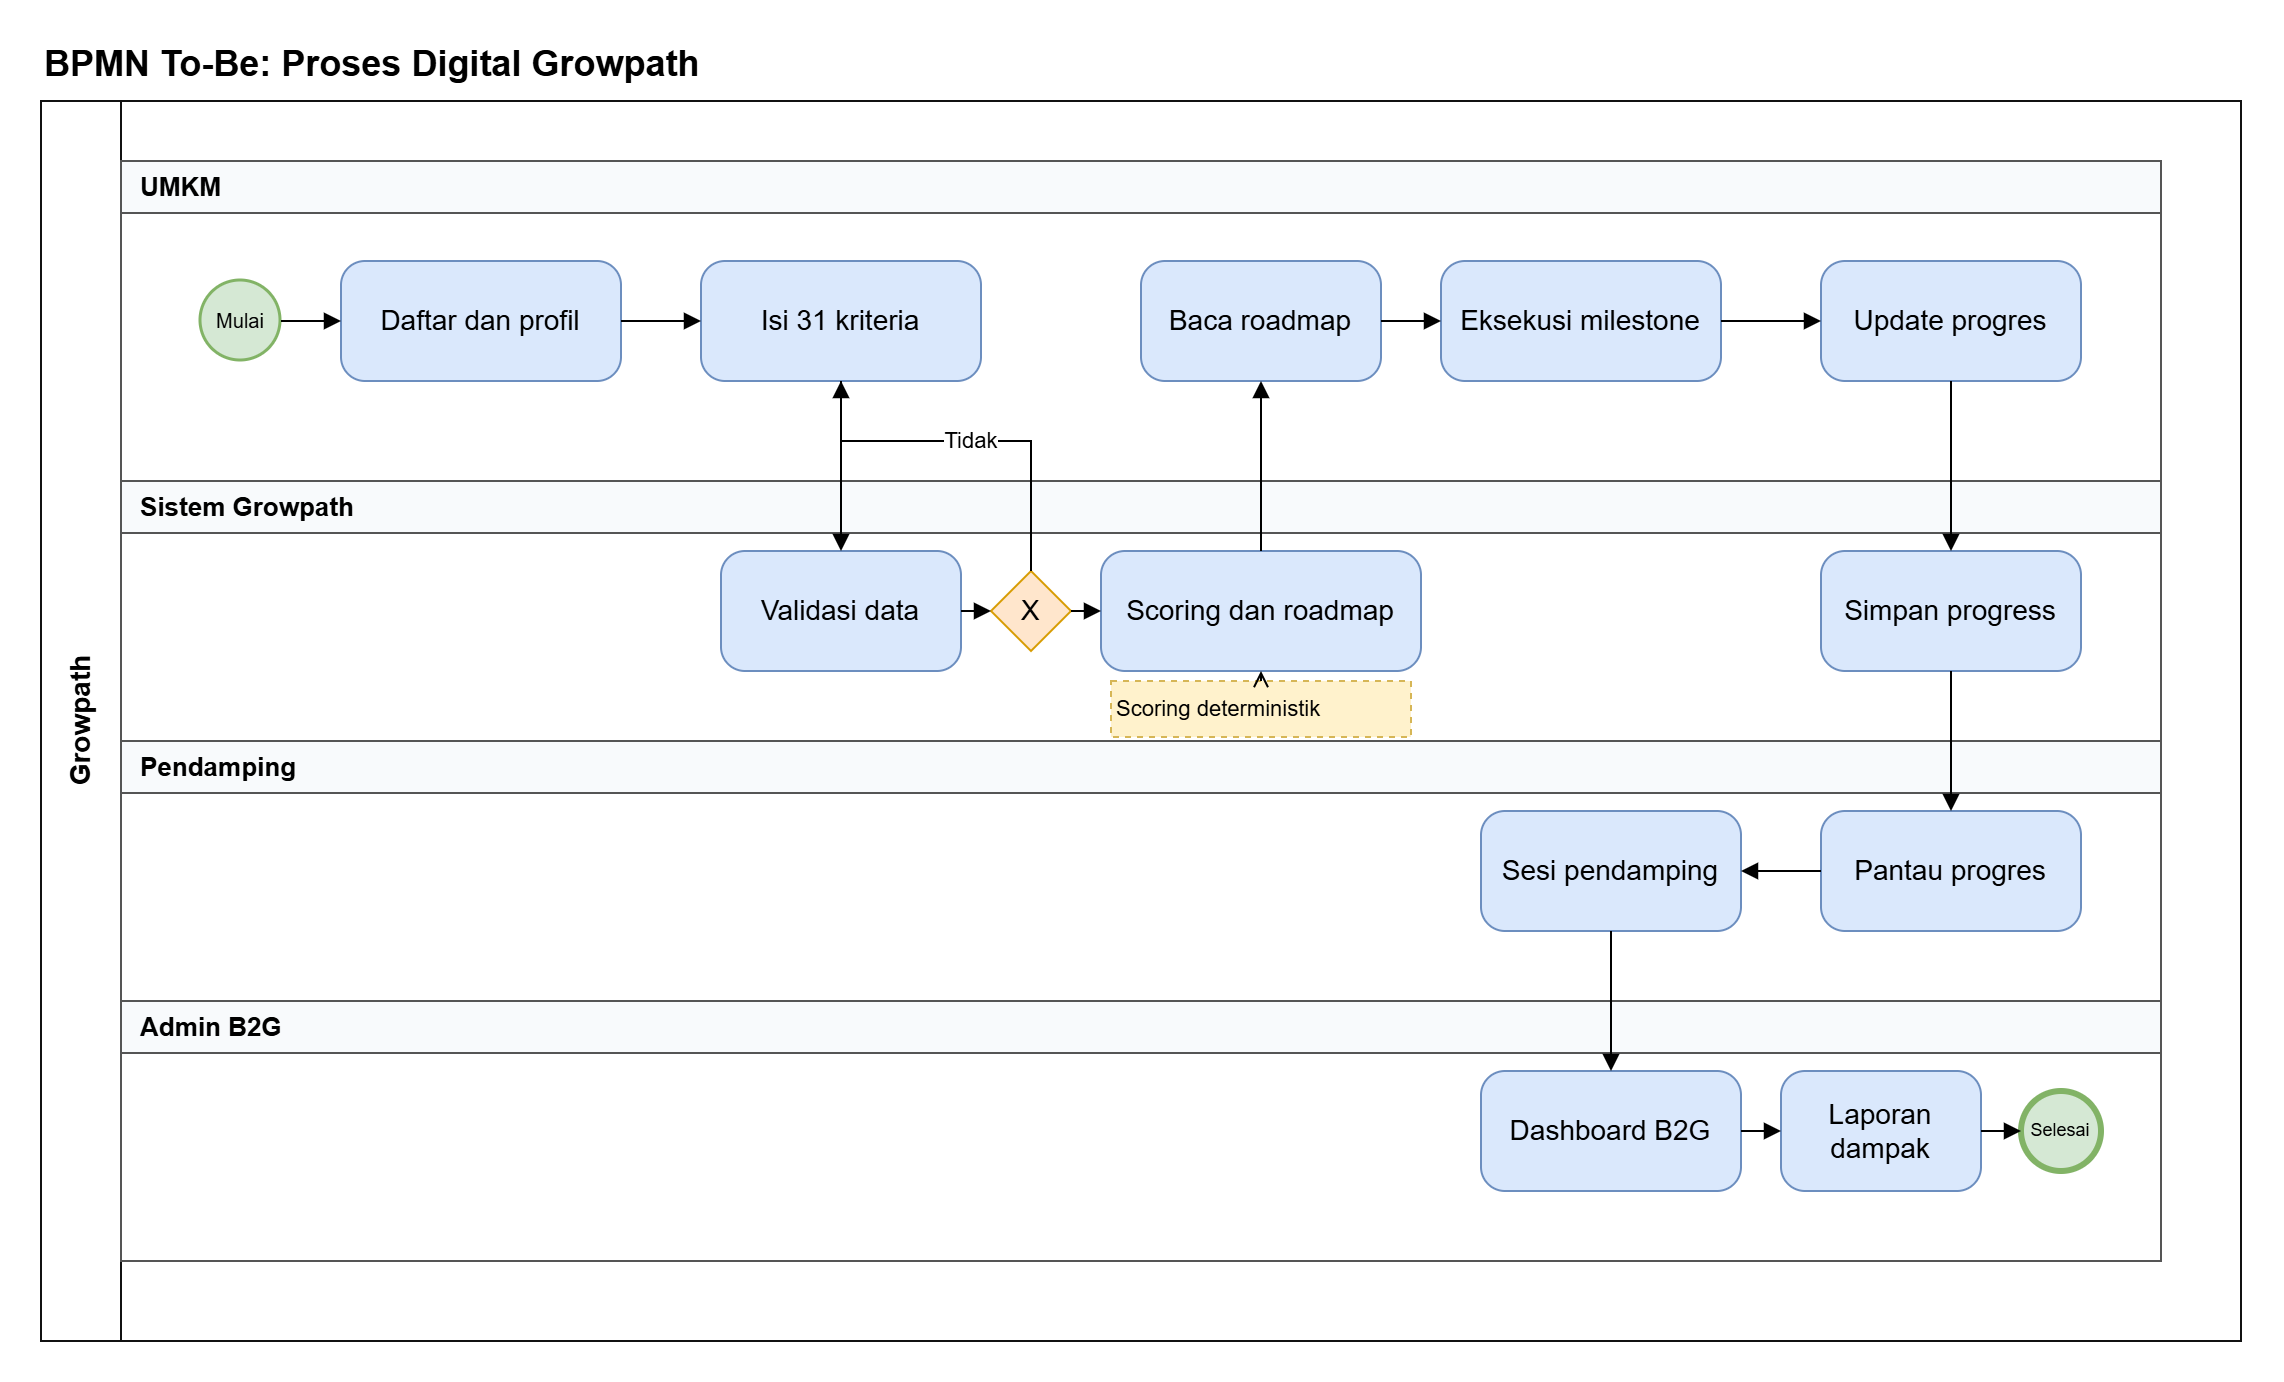 BPMN To-Be: Proses Digital Growpath
Growpath
UMKM
Mulai
Daftar dan profil
Isi 31 kriteria
Baca roadmap
Eksekusi milestone
Update progres
Tidak
Sistem Growpath
Validasi data
X
Scoring dan roadmap
Simpan progress
Scoring deterministik
Pendamping
Sesi pendamping
Pantau progres
Admin B2G
Dashboard B2G
Laporan
dampak
Selesai